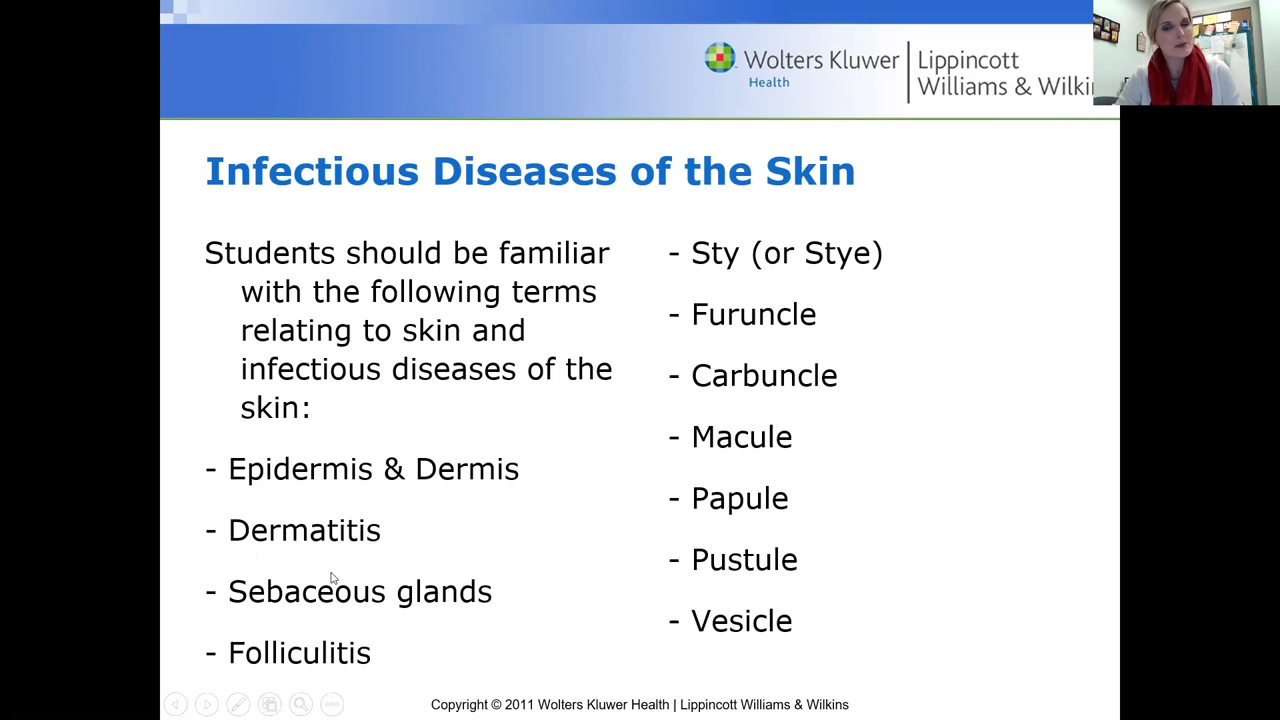 Wolters Kluwer
Health
Lippincott
Williams & Wilki
Infectious Diseases of the Skin
Students should be familiar
with the following terms
relating to skin and
infectious diseases of the
skin:
- Epidermis & Dermis
- Dermatitis
- Sebaceous glands
- Folliculitis
- Sty (or Stye)
- Furuncle
- Carbuncle
- Macule
- Papule
- Pustule
- Vesicle
Copyright © 2011 Wolters Kluwer Health | Lippincott Williams & Wilkins